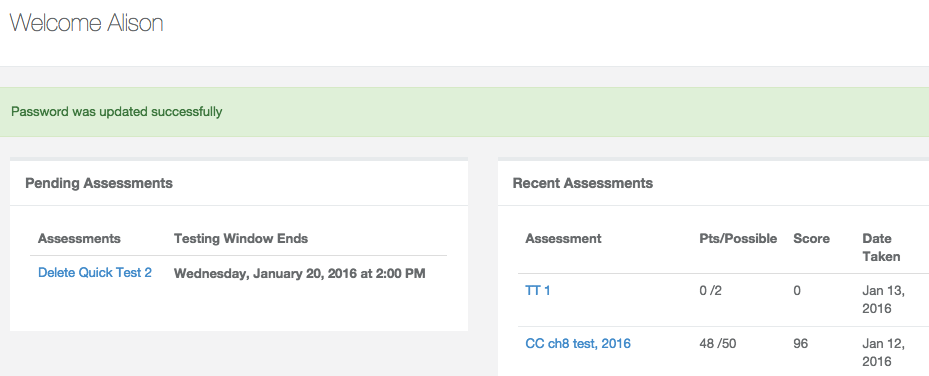 Welcome Alison
Password was updated successfully
Pending Assessments
Assessments Testing Window Ends
Delete Quick Test 2 Wednesday, January 20, 2016 at 2:00 PM
Recent Assessments
Assessment Pts/Possible Score Date
Taken
TT 1 0 /2 0 Jan 13,
2016
CC ch8 test, 2016 48 /50 96 Jan 12,
2016